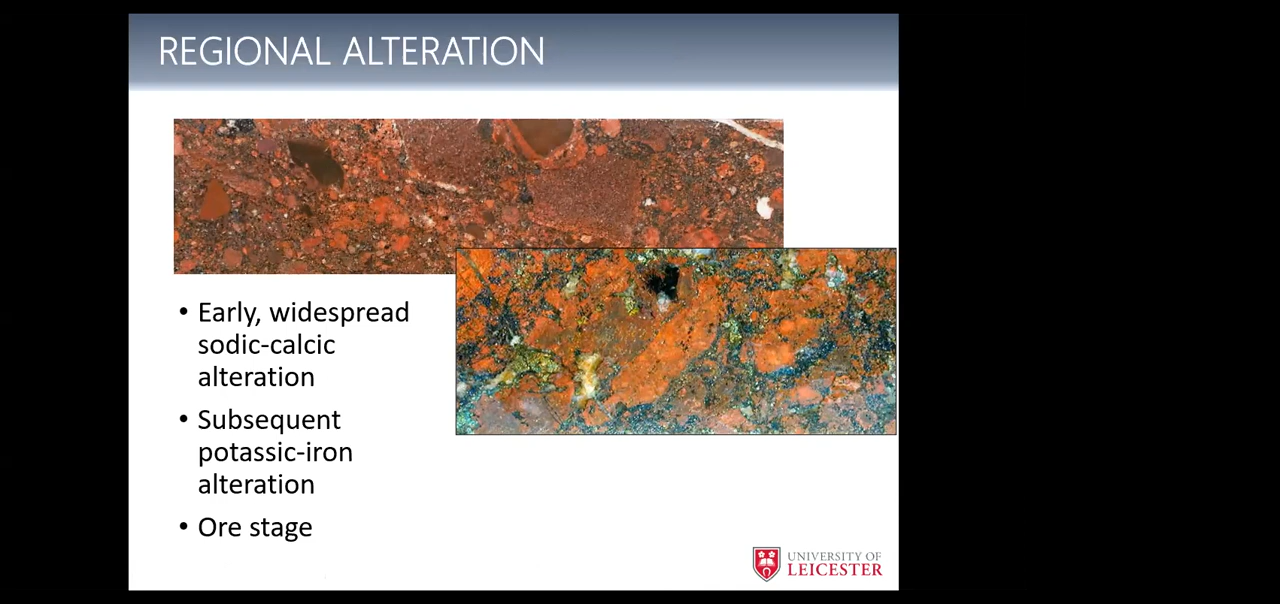 REGIONAL ALTERATION
• Early, widespread
sodic-calcic
alteration
• Subsequent
potassic-iron
alteration
• Ore stage
UNIVERSITY OF
LEICESTER